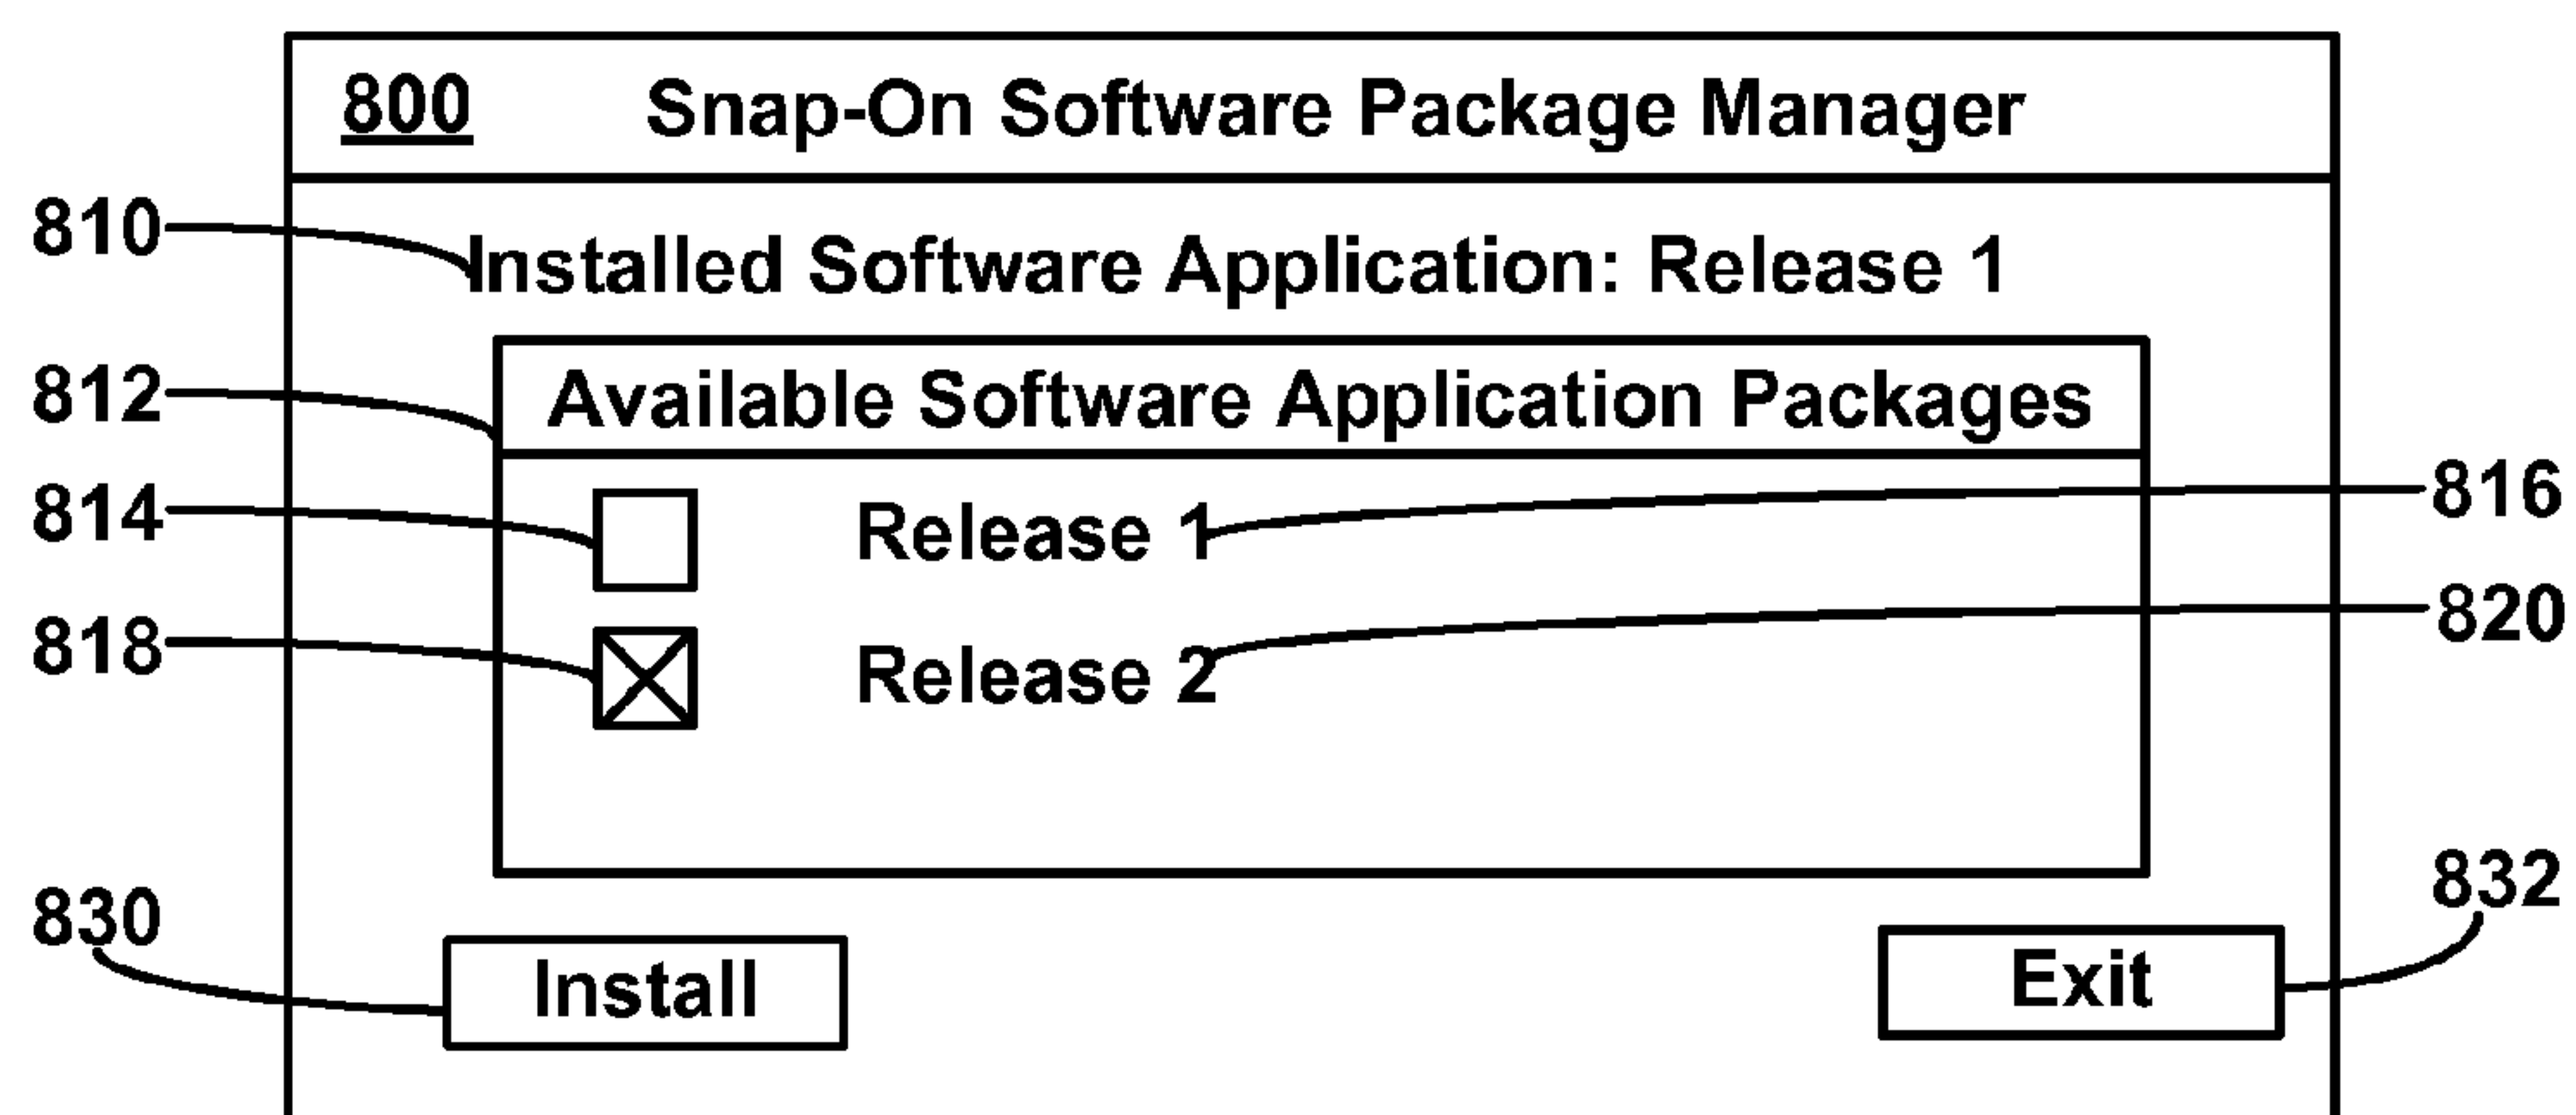 800 Snap-On Software Package Manager
810 Installed Software Application: Release 1
812 Available Software Application Packages
814 Release 1 816
818 Release 2 820
830 Install Exit 832